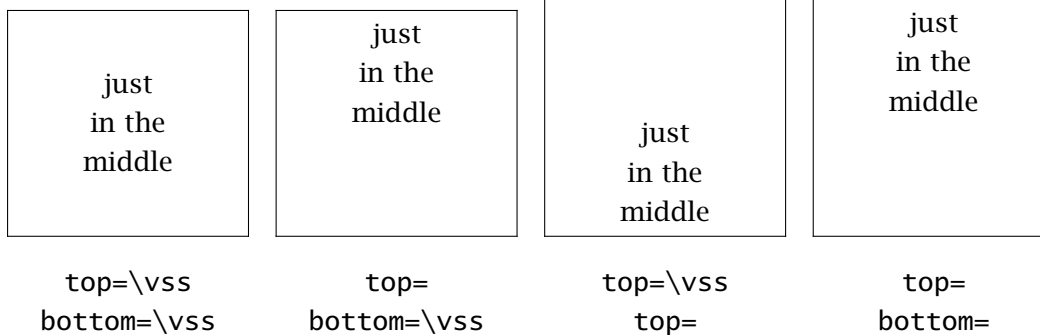 just
in the
middle
just
in the
middle
just
in the
middle
just
in the
middle
top=\vss
bottom=\vss
top=
bottom=\vss
top=\vss
top=
top=
bottom=